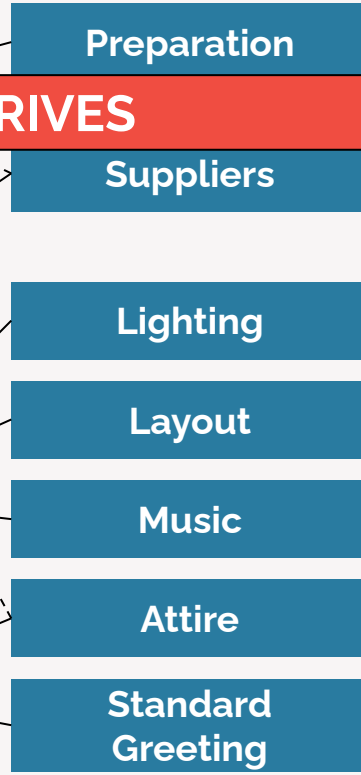 Preparation
RIVES
Suppliers
Lighting
Layout
Music
Attire
Standard
Greeting